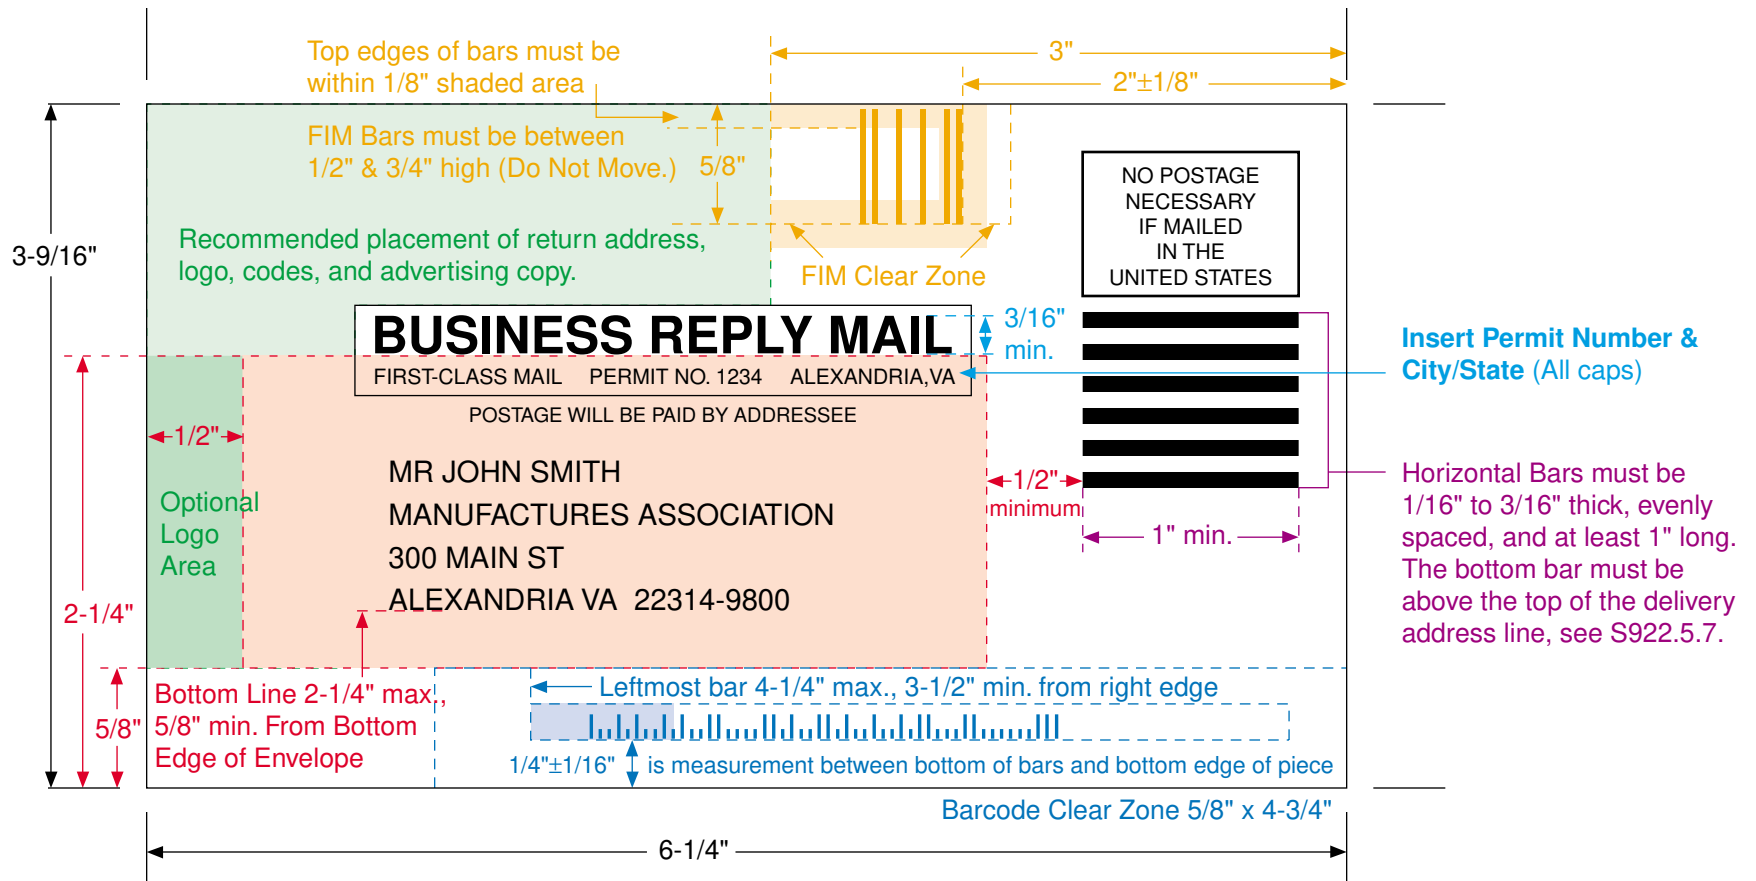 Top edges of bars must be
within 1/8" shaded area
3"
2"±1/8"
FIM Bars must be between
1/2" & 3/4" high (Do Not Move.)
5/8"
NO POSTAGE
NECESSARY
IF MAILED
IN THE
UNITED STATES
3-9/16"
Recommended placement of return address,
logo, codes, and advertising copy.
FIM Clear Zone
BUSINESS REPLY MAIL
3/16"
min.
FIRST-CLASS MAIL PERMIT NO. 1234 ALEXANDRIA,VA
Insert Permit Number &
City/State (All caps)
POSTAGE WILL BE PAID BY ADDRESSEE
1/2"
MR JOHN SMITH
MANUFACTURES ASSOCIATION
300 MAIN ST
ALEXANDRIA VA 22314-9800
1/2"
minimum
1" min.
Horizontal Bars must be
1/16" to 3/16" thick, evenly
spaced, and at least 1" long.
The bottom bar must be
above the top of the delivery
address line, see S922.5.7.
Optional
Logo
Area
2-1/4"
5/8"
Bottom Line 2-1/4" max.,
5/8" min. From Bottom
Edge of Envelope
Leftmost bar 4-1/4" max., 3-1/2" min. from right edge
1/4"±1/16" is measurement between bottom of bars and bottom edge of piece
Barcode Clear Zone 5/8" x 4-3/4"
6-1/4"